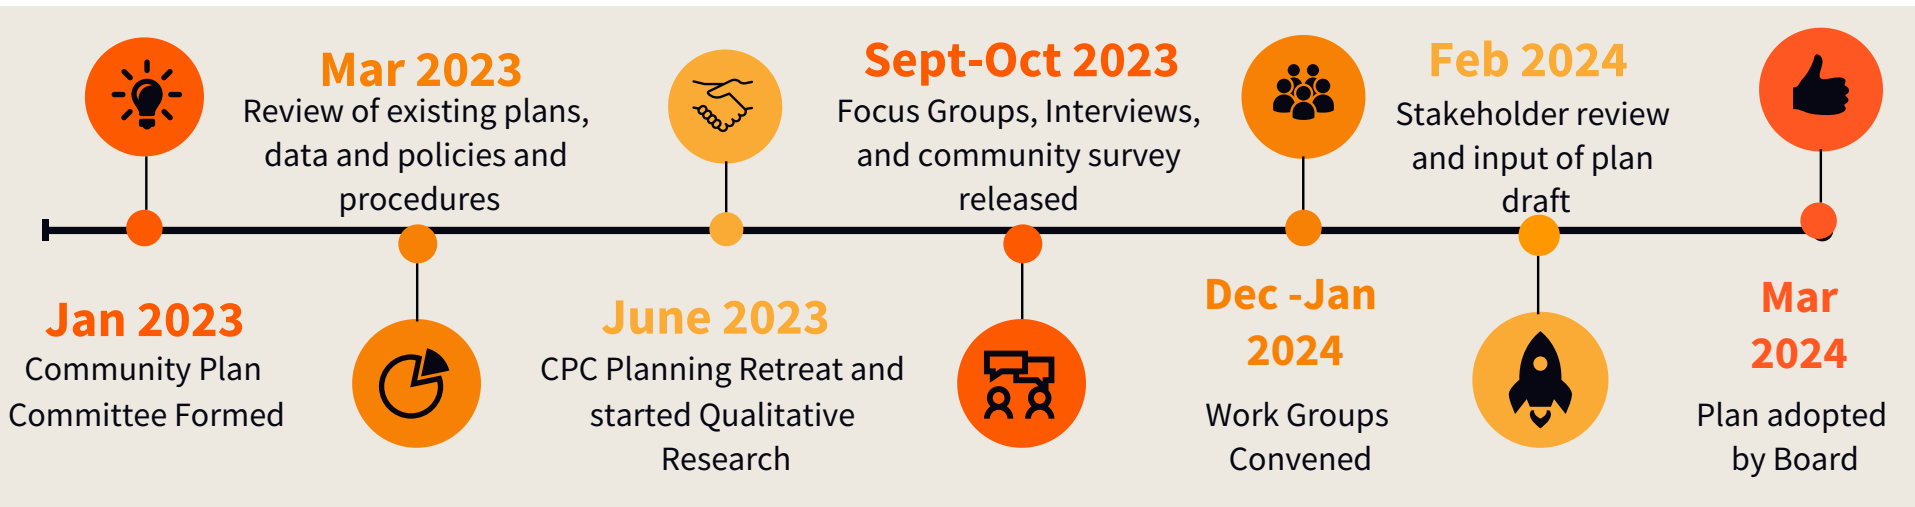 Jan 2023
Community Plan
Committee Formed
Mar 2023
Review of existing plans,
data and policies and
procedures
June 2023
CPC Planning Retreat and
started Qualitative
Research
Sept-Oct 2023
Focus Groups, Interviews,
and community survey
released
Dec -Jan
2024
Work Groups
Convened
Feb 2024
Stakeholder review
and input of plan
draft
Mar
2024
Plan adopted
by Board